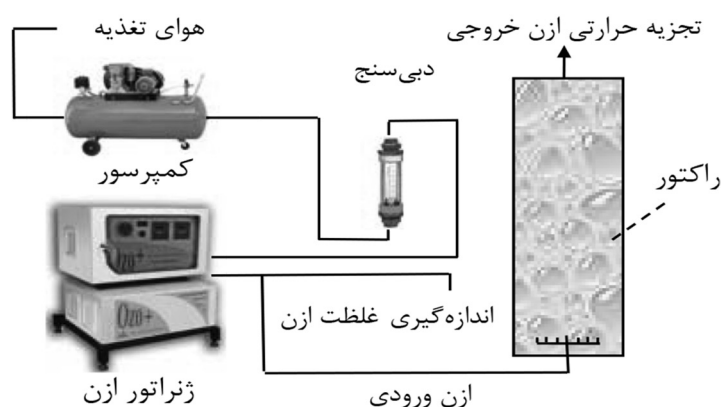 هوای تغذیه
تجزیه حرارتی ازن خروجی
دبی‌سنج
کمپرسور
راکتور
Ozo+
اندازه‌گیری غلظت ازن
Ozo+
ژنراتور ازن
ازن ورودی